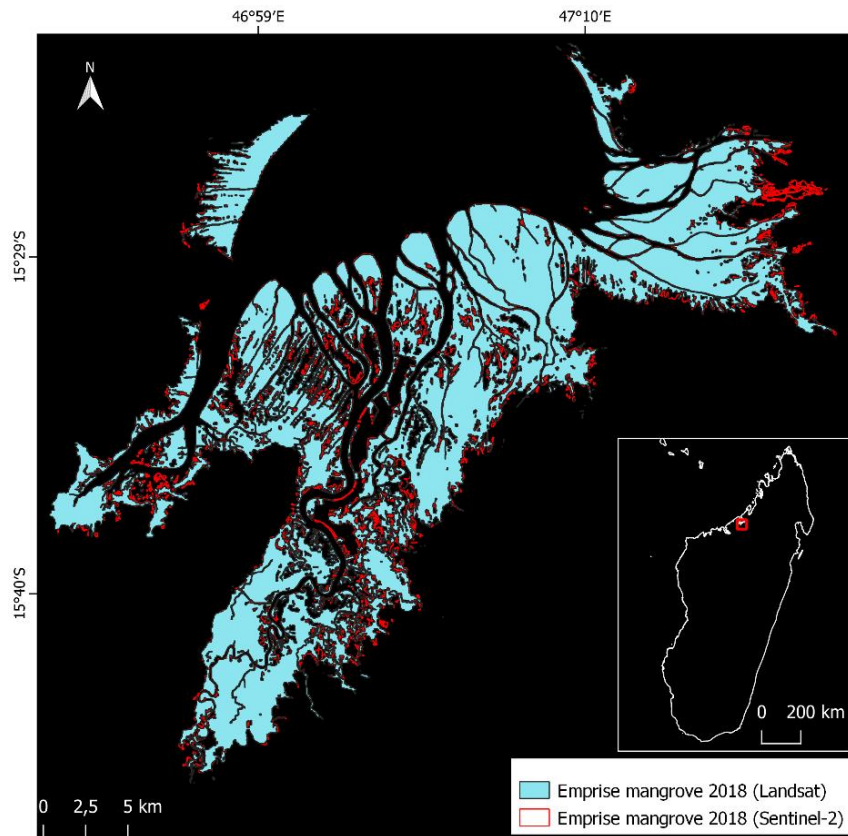 46°59'E
47°10'E
N
15°29'S
15°40'S
0 200 km
0 2,5 5 km
Emprise mangrove 2018 (Landsat)
Emprise mangrove 2018 (Sentinel-2)